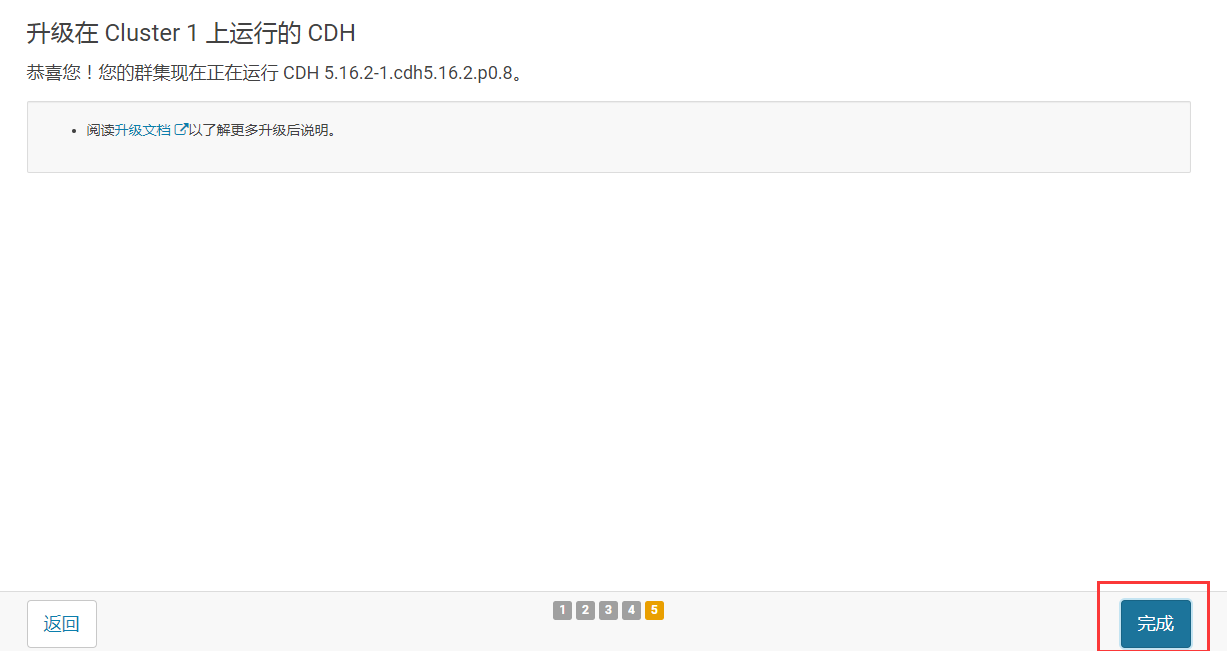 升级在 Cluster 1 上运行的 CDH
恭喜您！您的群集现在正在运行 CDH 5.16.2-1.cdh5.16.2.p0.8。
• 阅读升级文档以了解更多升级后说明。
返回
1 2 3 4 5
完成